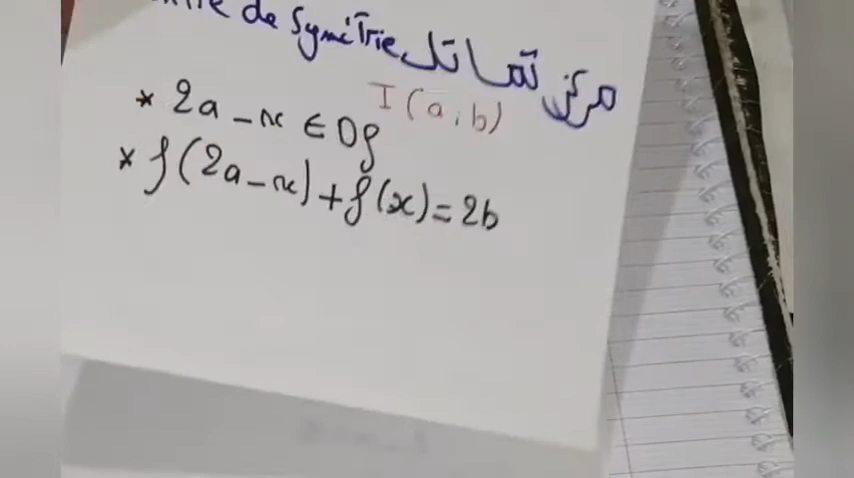 de Symétrie مركز تماثل
I (a, b)
* 2a - x ∈ Df
* f(2a - x) + f(x) = 2b